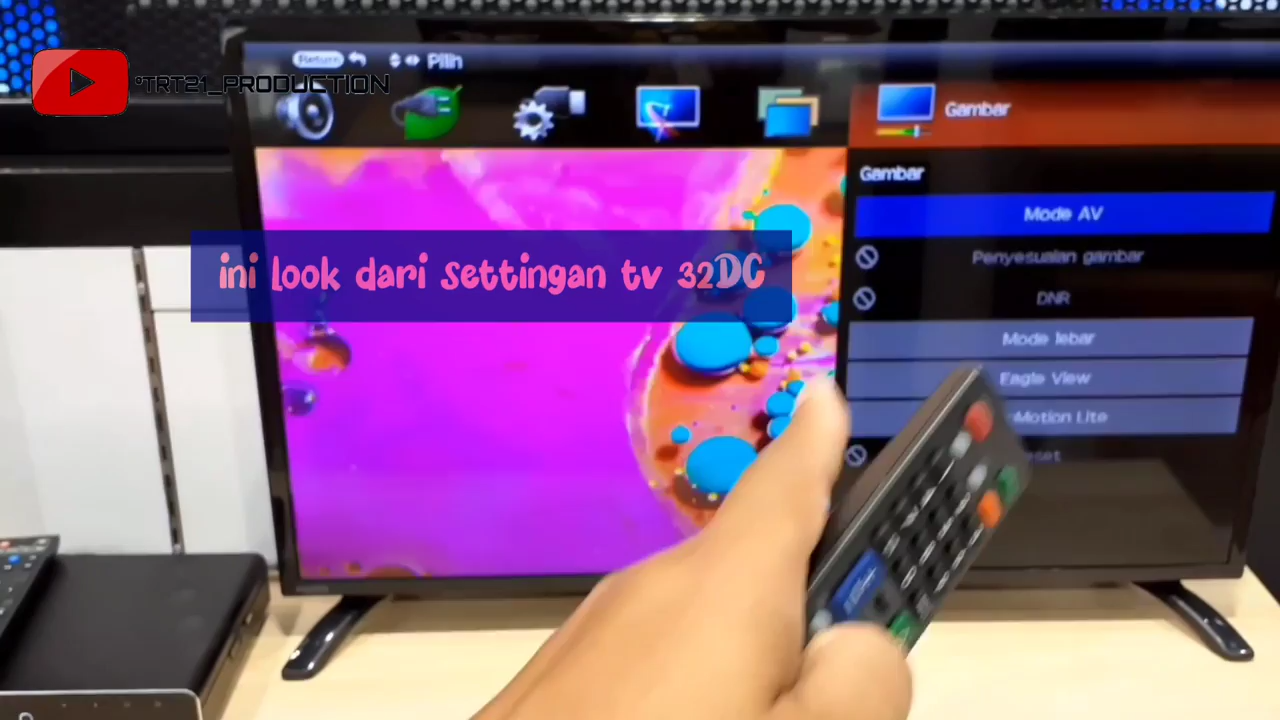 Return Pilih
*TRT21_PRODUCTION
Gambar
Gambar
Mode AV
ini look dari settingan tv 32DC
Penyesuaian gambar
DNR
Mode lebar
Eagle View
Motion Lite
eset